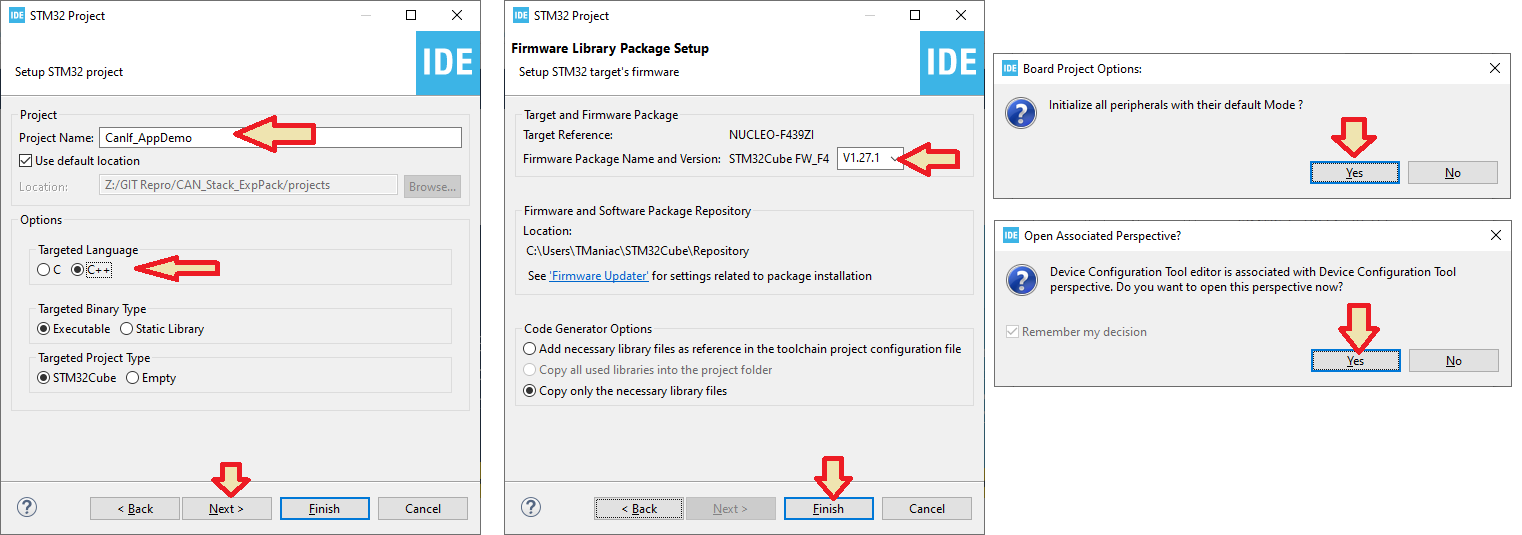 IDE STM32 Project
IDE
Setup STM32 project
Project
Project Name: CanIf_AppDemo
Use default location
Location: Z:/GIT Repro/CAN_Stack_ExpPack/projects Browse...
Options
Targeted Language
C C++
Targeted Binary Type
Executable Static Library
Targeted Project Type
STM32Cube Empty
? < Back Next > Finish Cancel
IDE STM32 Project
Firmware Library Package Setup
IDE
Setup STM32 target's firmware
Target and Firmware Package
Target Reference: NUCLEO-F439ZI
Firmware Package Name and Version: STM32Cube FW_F4 V1.27.1
Firmware and Software Package Repository
Location:
C:\Users\TManiac\STM32Cube\Repository
See 'Firmware Updater' for settings related to package installation
Code Generator Options
Add necessary library files as reference in the toolchain project configuration file
Copy all used libraries into the project folder
Copy only the necessary library files
? < Back Next > Finish Cancel
IDE Board Project Options:
? Initialize all peripherals with their default Mode ?
Yes No
IDE Open Associated Perspective?
? Device Configuration Tool editor is associated with Device Configuration Tool
perspective. Do you want to open this perspective now?
Remember my decision
Yes No